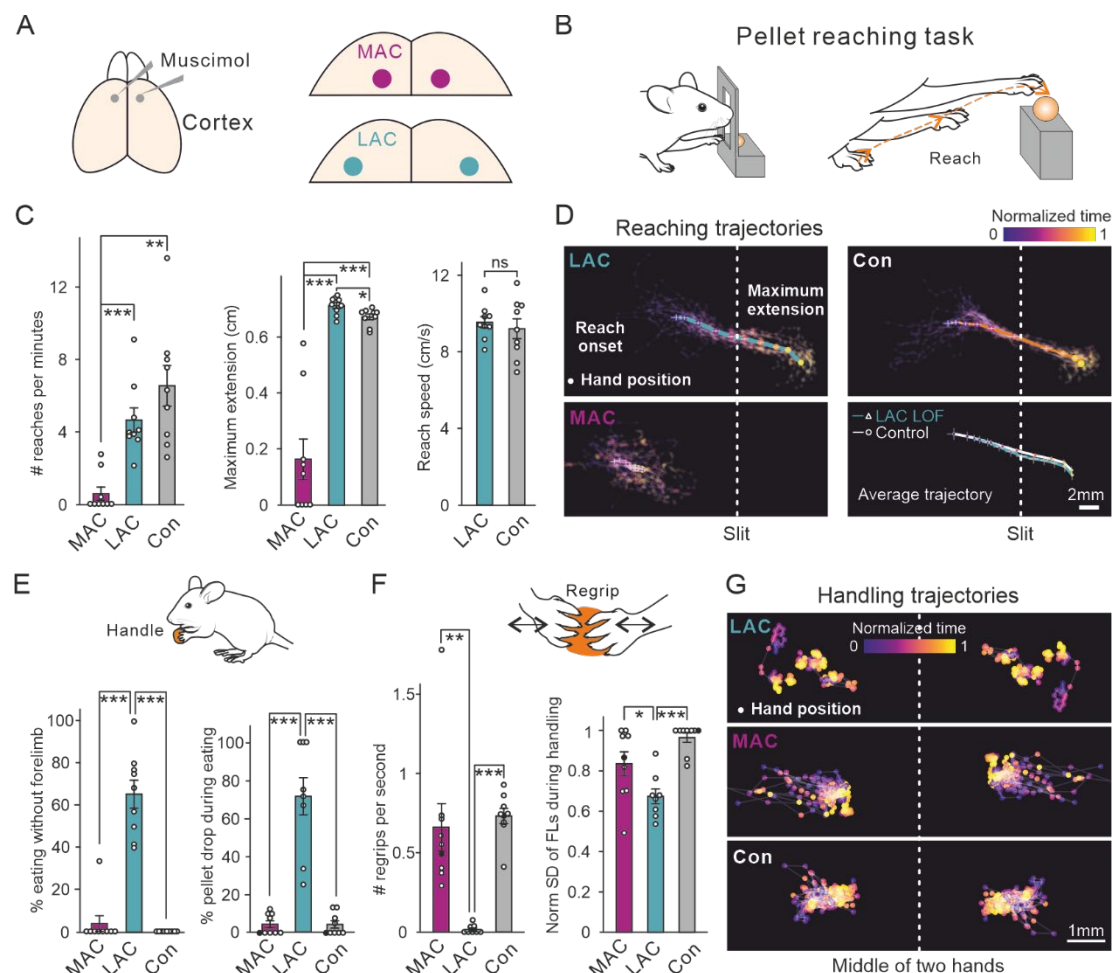 A
Muscimol
Cortex
MAC
LAC
B
Pellet reaching task
Reach
C
# reaches per minutes
12
8
4
0
**
***
MAC
LAC
Con
Maximum extension (cm)
0.6
0.4
0.2
0
***
***
*
MAC
LAC
Con
Reach speed (cm/s)
12
8
4
0
ns
LAC
Con
D
Reaching trajectories
Normalized time
0
1
LAC
Maximum
extension
Reach
onset
Hand position
Con
MAC
LAC LOF
Control
Average trajectory
2mm
Slit
Slit
E
Handle
% eating without forelimb
100
80
60
40
20
0
***
***
MAC
LAC
Con
% pellet drop during eating
100
80
60
40
20
0
***
***
MAC
LAC
Con
F
Regrip
# regrips per second
1.5
1
0.5
0
**
***
MAC
LAC
Con
Norm SD of FLs during handling
1
0.8
0.6
0.4
0.2
0
*
***
MAC
LAC
Con
G
Handling trajectories
LAC
Normalized time
0
1
Hand position
MAC
Con
1mm
Middle of two hands